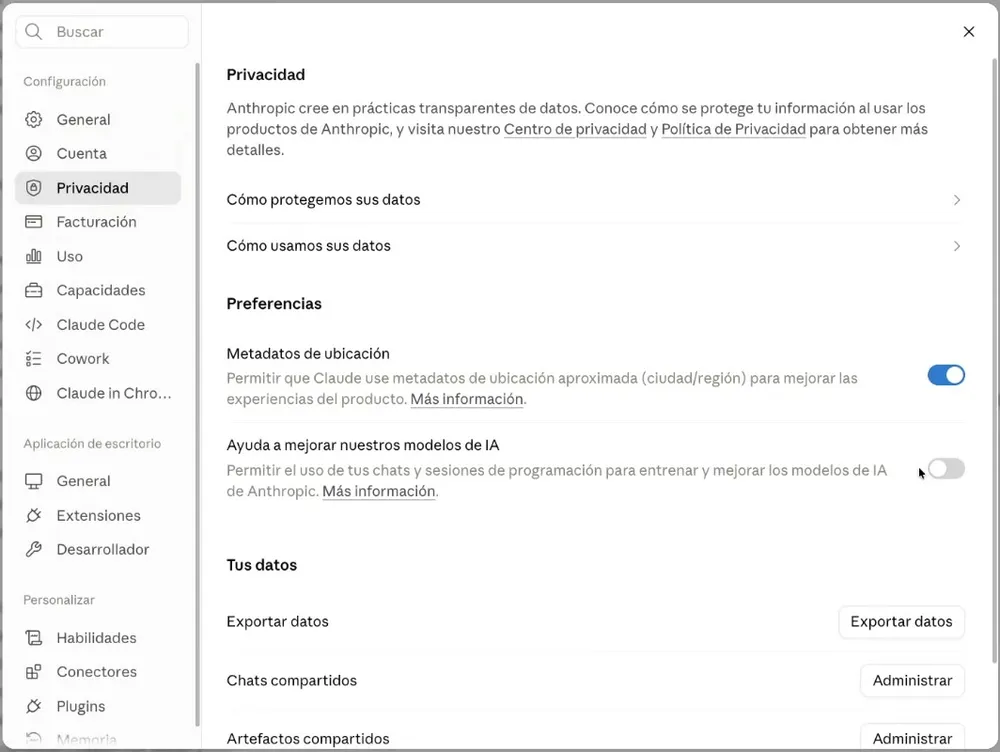 Buscar
Configuración
General
Cuenta
Privacidad
Facturación
Uso
Capacidades
Claude Code
Cowork
Claude in Chro...
Aplicación de escritorio
General
Extensiones
Desarrollador
Personalizar
Habilidades
Conectores
Plugins
Memoria
Privacidad
Anthropic cree en prácticas transparentes de datos. Conoce cómo se protege tu información al usar los
productos de Anthropic, y visita nuestro Centro de privacidad y Política de Privacidad para obtener más
detalles.
Cómo protegemos sus datos
Cómo usamos sus datos
Preferencias
Metadatos de ubicación
Permitir que Claude use metadatos de ubicación aproximada (ciudad/región) para mejorar las
experiencias del producto. Más información.
Ayuda a mejorar nuestros modelos de IA
Permitir el uso de tus chats y sesiones de programación para entrenar y mejorar los modelos de IA
de Anthropic. Más información.
Tus datos
Exportar datos
Exportar datos
Chats compartidos
Administrar
Artefactos compartidos
Administrar